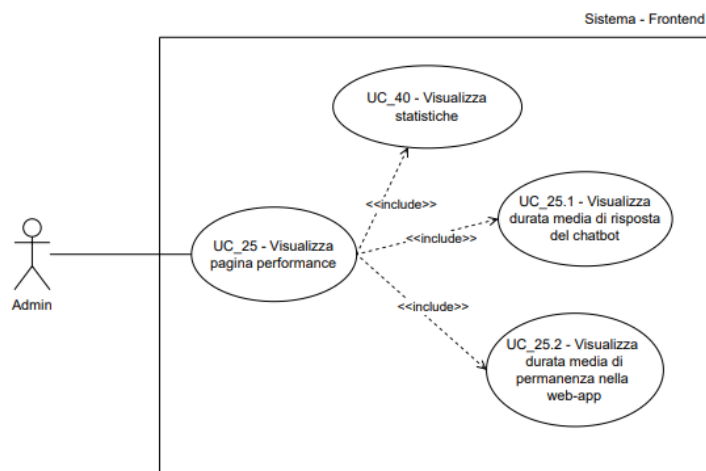 Sistema - Frontend
UC_40 - Visualizza
statistiche
<<include>>
UC_25.1 - Visualizza
durata media di risposta
del chatbot
<<include>>
UC_25 - Visualizza
pagina performance
Admin
<<include>>
UC_25.2 - Visualizza
durata media di
permanenza nella
web-app